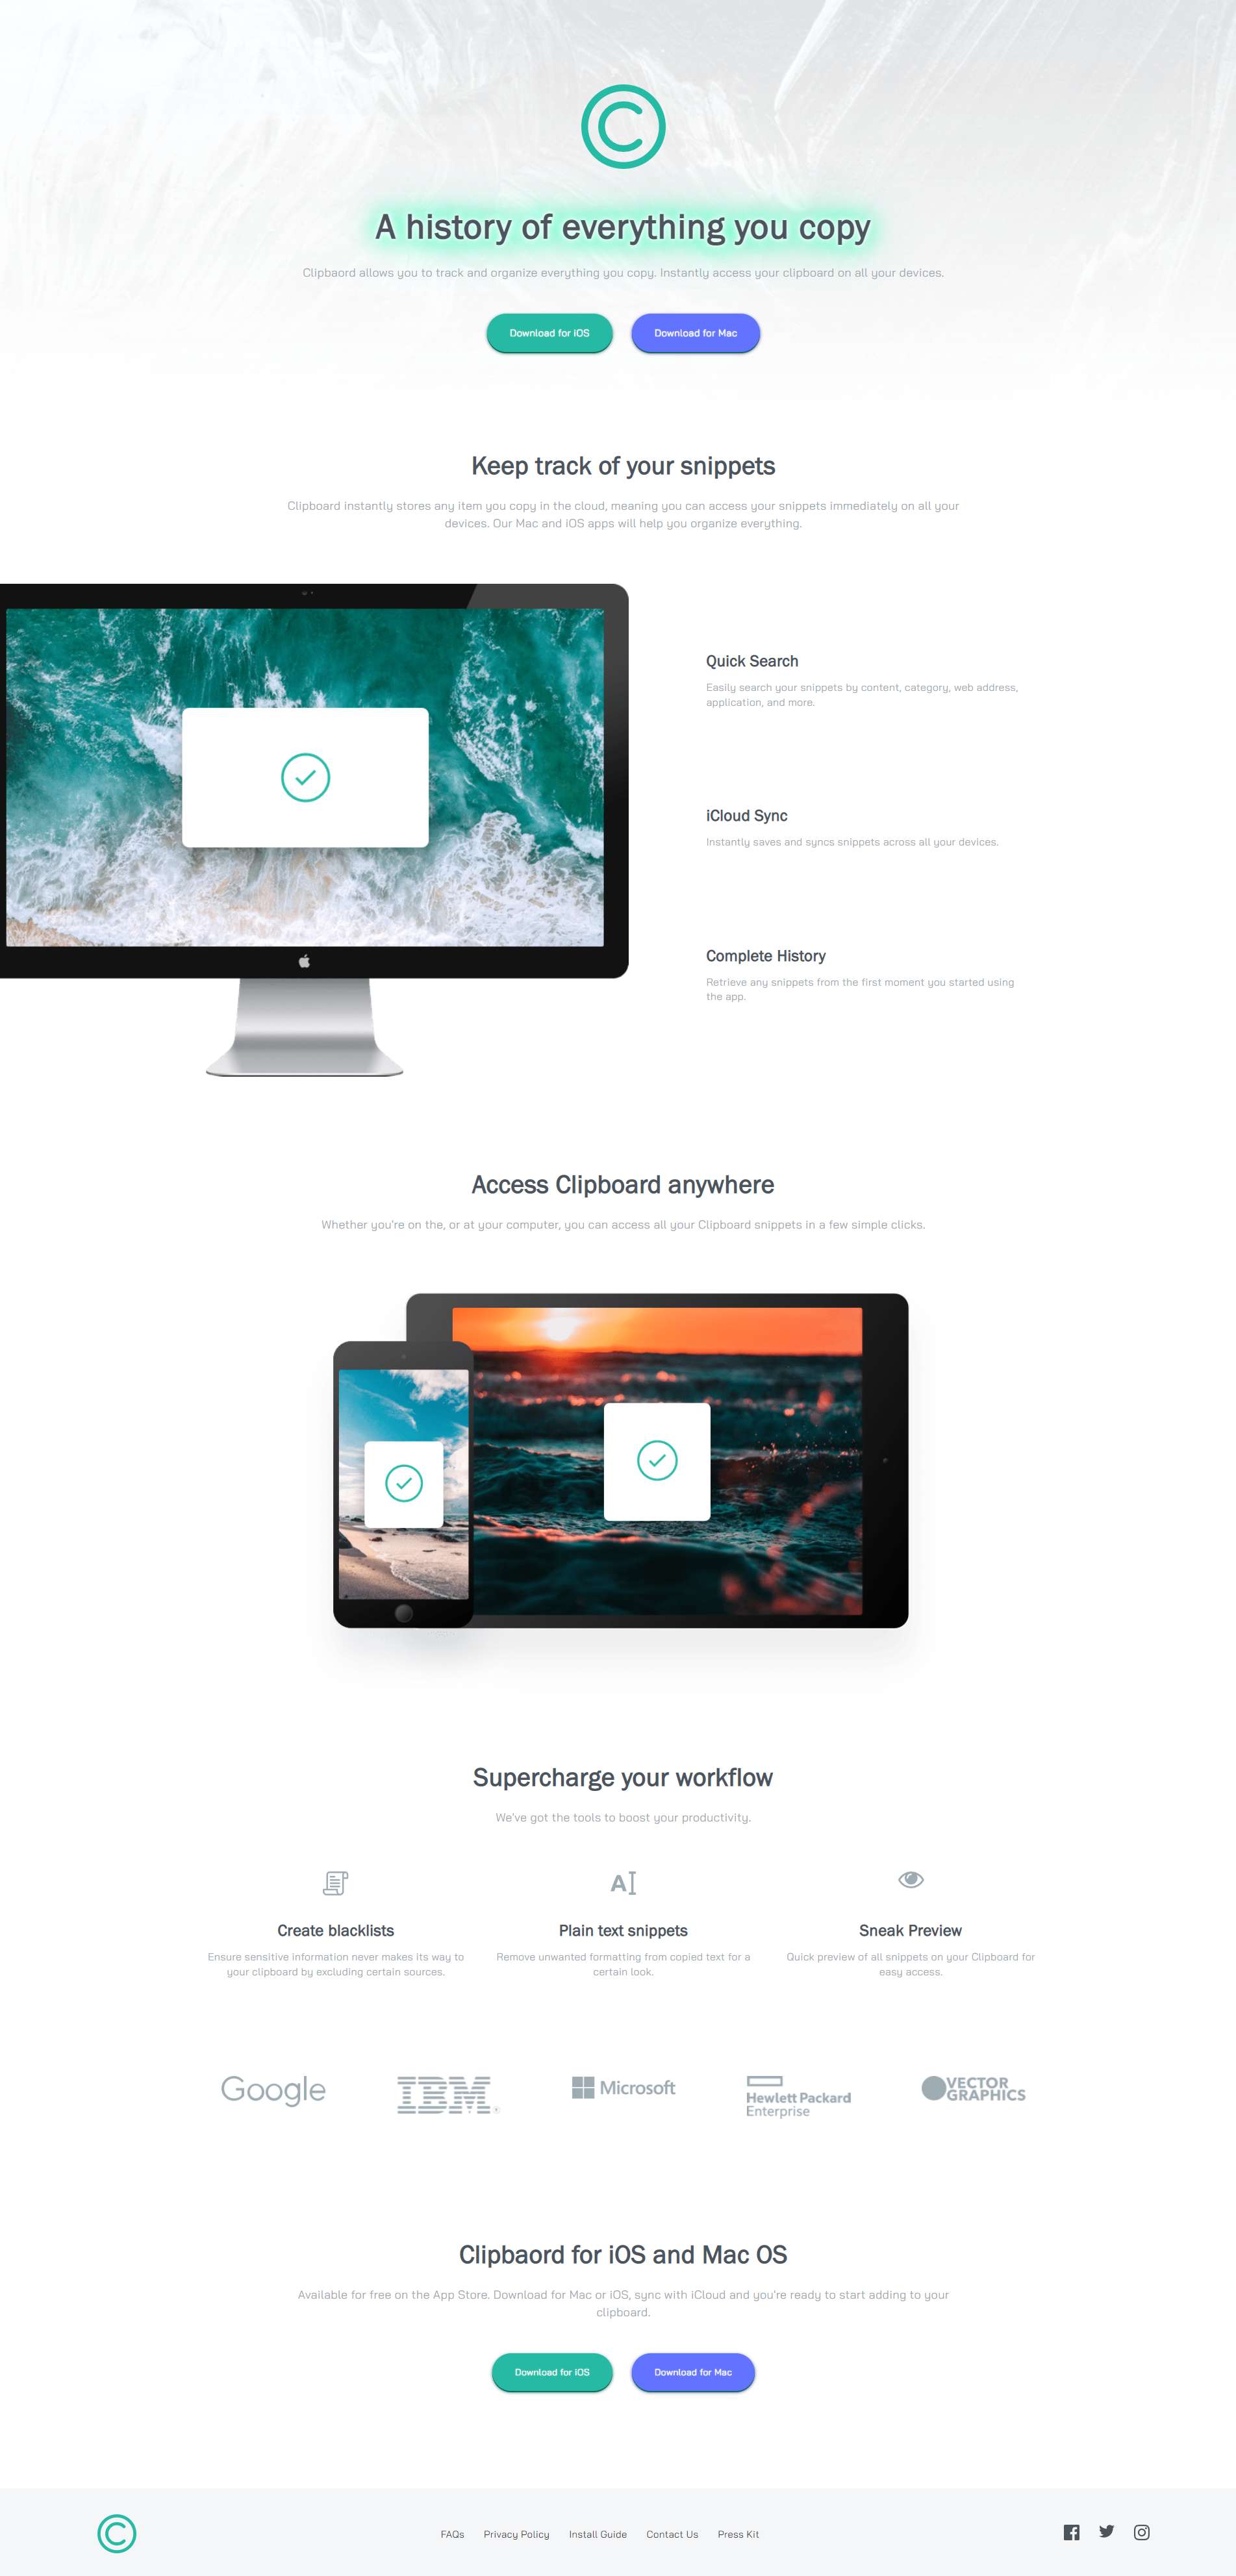 A history of everything you copy
Clipbaord allows you to track and organize everything you copy. Instantly access your clipboard on all your devices.
Download for iOS
Download for Mac
Keep track of your snippets
Clipboard instantly stores any item you copy in the cloud, meaning you can access your snippets immediately on all your
devices. Our Mac and iOS apps will help you organize everything.
Quick Search
Easily search your snippets by content, category, web address,
application, and more.
iCloud Sync
Instantly saves and syncs snippets across all your devices.
Complete History
Retrieve any snippets from the first moment you started using
the app.
Access Clipboard anywhere
Whether you're on the, or at your computer, you can access all your Clipboard snippets in a few simple clicks.
Supercharge your workflow
We've got the tools to boost your productivity.
Create blacklists
Ensure sensitive information never makes its way to
your clipboard by excluding certain sources.
Plain text snippets
Remove unwanted formatting from copied text for a
certain look.
Sneak Preview
Quick preview of all snippets on your Clipboard for
easy access.
Google
IBM
Microsoft
Hewlett Packard
Enterprise
VECTOR
GRAPHICS
Clipbaord for iOS and Mac OS
Available for free on the App Store. Download for Mac or iOS, sync with iCloud and you're ready to start adding to your
clipboard.
Download for iOS
Download for Mac
FAQs
Privacy Policy
Install Guide
Contact Us
Press Kit